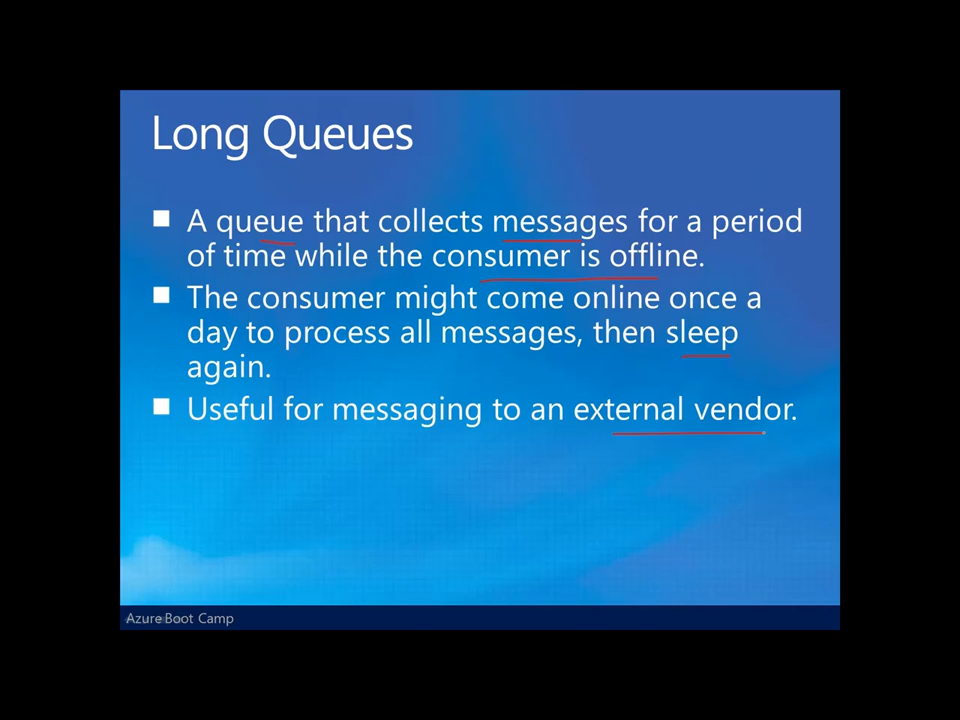 Long Queues
A queue that collects messages for a period
of time while the consumer is offline.
The consumer might come online once a
day to process all messages, then sleep
again.
Useful for messaging to an external vendor.
Azure Boot Camp